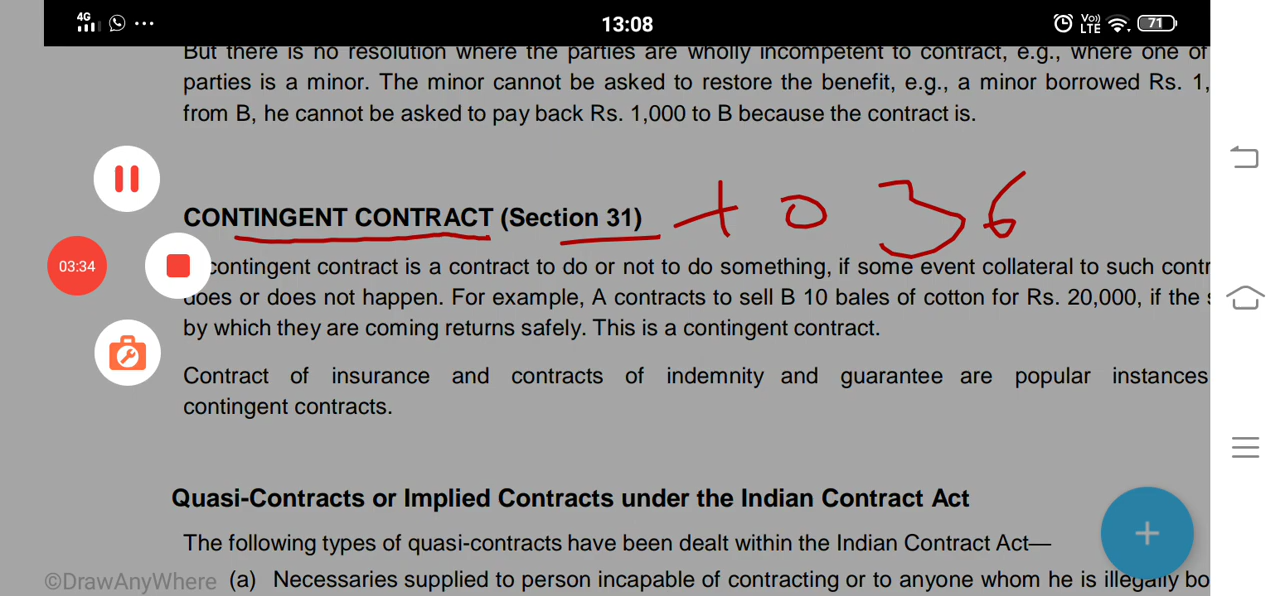 4G 13:08 Vo)) LTE 71
But there is no resolution where the parties are wholly incompetent to contract, e.g., where one of
parties is a minor. The minor cannot be asked to restore the benefit, e.g., a minor borrowed Rs. 1,
from B, he cannot be asked to pay back Rs. 1,000 to B because the contract is.
CONTINGENT CONTRACT (Section 31) to 36
03:34
contingent contract is a contract to do or not to do something, if some event collateral to such contr
does or does not happen. For example, A contracts to sell B 10 bales of cotton for Rs. 20,000, if the s
by which they are coming returns safely. This is a contingent contract.
Contract of insurance and contracts of indemnity and guarantee are popular instances
contingent contracts.
Quasi-Contracts or Implied Contracts under the Indian Contract Act
The following types of quasi-contracts have been dealt within the Indian Contract Act—
©DrawAnyWhere (a) Necessaries supplied to person incapable of contracting or to anyone whom he is illegally bo